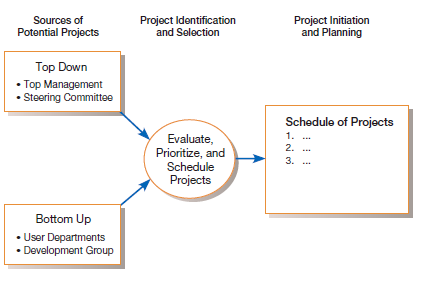 Sources of
Potential Projects
Project Identification
and Selection
Project Initiation
and Planning
Top Down
• Top Management
• Steering Committee
Evaluate,
Prioritize, and
Schedule
Projects
Schedule of Projects
1. ...
2. ...
3. ...
Bottom Up
• User Departments
• Development Group